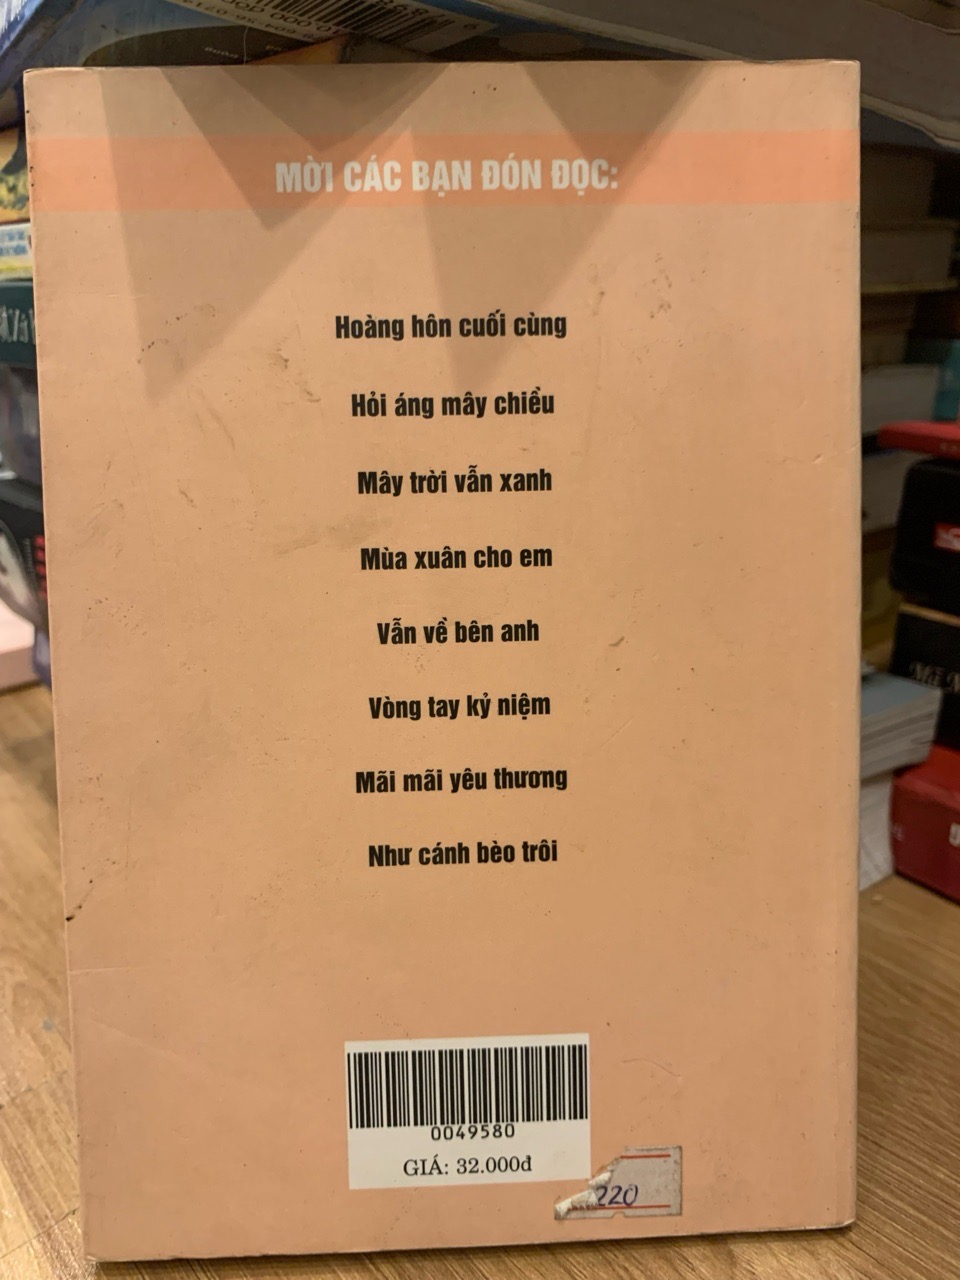 MỜI CÁC BẠN ĐÓN ĐỌC:
Hoàng hôn cuối cùng
Hỏi áng mây chiều
Mây trời vẫn xanh
Mùa xuân cho em
Vẫn về bên anh
Vòng tay kỷ niệm
Mãi mãi yêu thương
Như cánh bèo trôi
0049580
GIÁ: 32.000đ
220